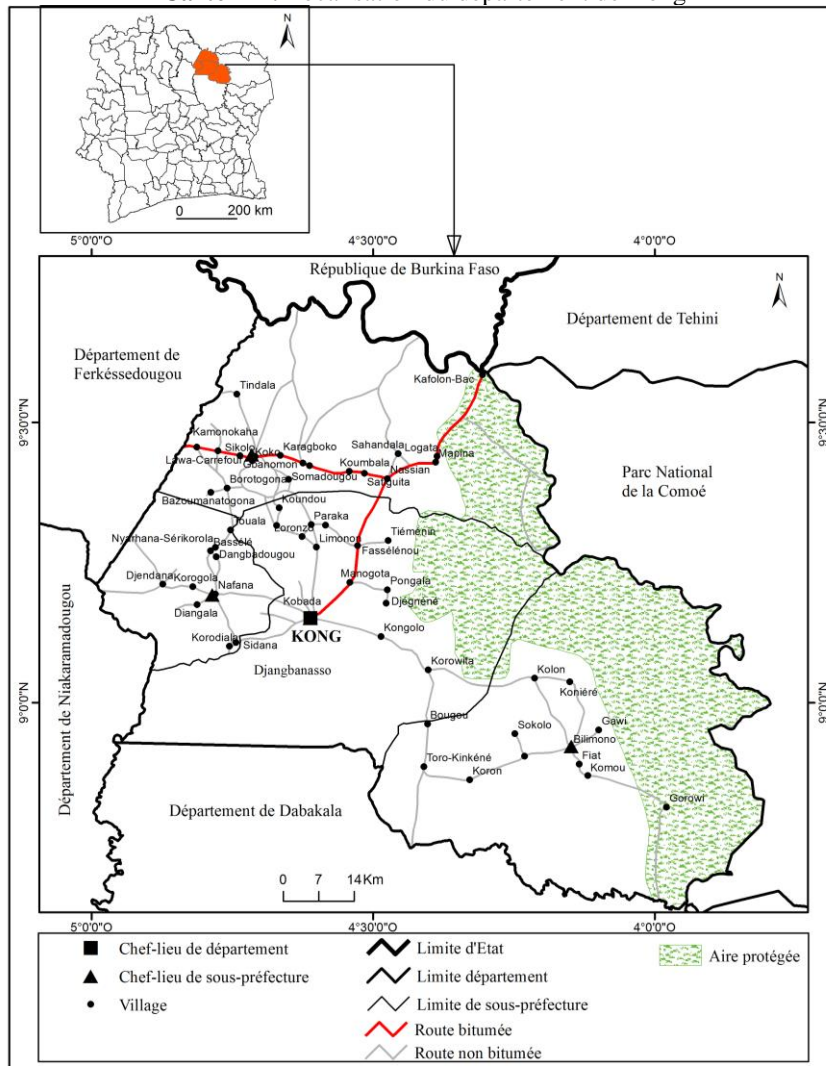 N
0 200 km
5°0'0"O 4°30'0"O 4°0'0"O
République de Burkina Faso
N
Département de Tehini
Département de
Ferkéssedougou
Kafolon-Bac
Tindala
9°30'0"N 9°30'0"N
Kamonokaha
Sikolo Koko Karagboko Sahandala Logata Mapina
Lawa-Carrefour Gbanomon Koumbala Nassian
Borotogona Somadougou Satiguita
Parc National
de la Comoé
Bazoumanatogona Koundou
Paraka
Nyarhana-Sérikorola Bassélé Limonon Tiéménin
Dangbadougou Fassélénou
Djendana Korogola Nafana Manogota Pongala
Diangala Kobada Djégnéné
KONG
Kongolo
Korodiala Sidana
Djangbanasso Korowita Kolon
Koniéré
9°0'0"N 9°0'0"N
Bougou Sokolo Gawi
Bilimono
Toro-Kinkéné Fiat
Koron Komou
Gorowi
Département de Niakaramadougou
Département de Dabakala
0 7 14Km
5°0'0"O 4°30'0"O 4°0'0"O
Chef-lieu de département
Chef-lieu de sous-préfecture
Village
Limite d'Etat
Limite département
Limite de sous-préfecture
Route bitumée
Route non bitumée
Aire protégée